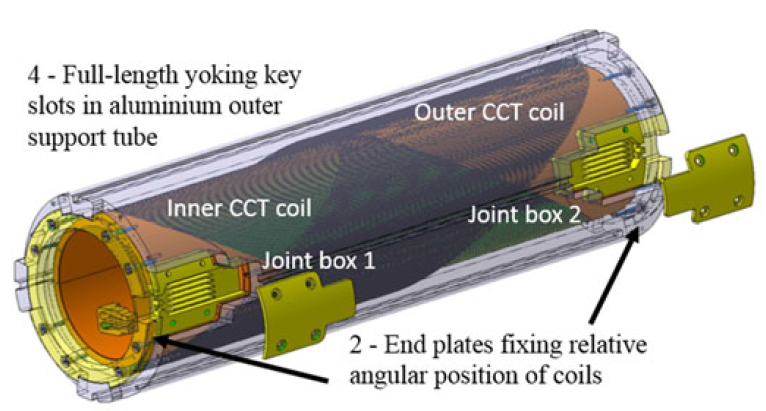 4 - Full-length yoking key
slots in aluminium outer
support tube
Outer CCT coil
Inner CCT coil
Joint box 2
Joint box 1
2 - End plates fixing relative
angular position of coils